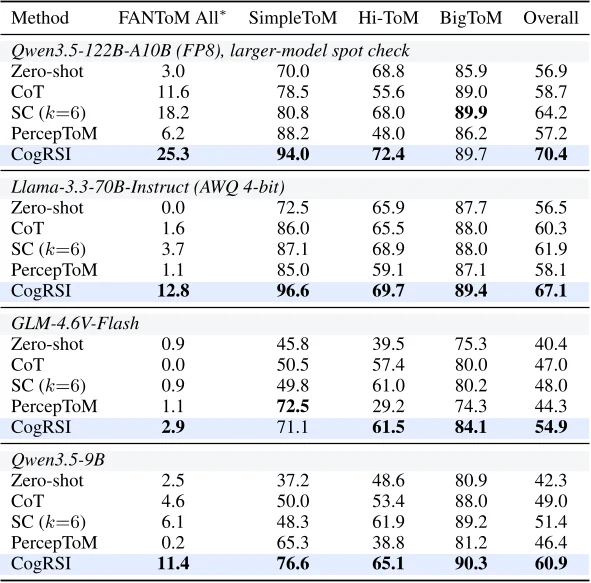 Method FANToM All* SimpleToM Hi-ToM BigToM Overall
Qwen3.5-122B-A10B (FP8), larger-model spot check
Zero-shot 3.0 70.0 68.8 85.9 56.9
CoT 11.6 78.5 55.6 89.0 58.7
SC (k=6) 18.2 80.8 68.0 89.9 64.2
PercepToM 6.2 88.2 48.0 86.2 57.2
CogRSI 25.3 94.0 72.4 89.7 70.4
Llama-3.3-70B-Instruct (AWQ 4-bit)
Zero-shot 0.0 72.5 65.9 87.7 56.5
CoT 1.6 86.0 65.5 88.0 60.3
SC (k=6) 3.7 87.1 68.9 88.0 61.9
PercepToM 1.1 85.0 59.1 87.1 58.1
CogRSI 12.8 96.6 69.7 89.4 67.1
GLM-4.6V-Flash
Zero-shot 0.9 45.8 39.5 75.3 40.4
CoT 0.0 50.5 57.4 80.0 47.0
SC (k=6) 0.9 49.8 61.0 80.2 48.0
PercepToM 1.1 72.5 29.2 74.3 44.3
CogRSI 2.9 71.1 61.5 84.1 54.9
Qwen3.5-9B
Zero-shot 2.5 37.2 48.6 80.9 42.3
CoT 4.6 50.0 53.4 88.0 49.0
SC (k=6) 6.1 48.3 61.9 89.2 51.4
PercepToM 0.2 65.3 38.8 81.2 46.4
CogRSI 11.4 76.6 65.1 90.3 60.9